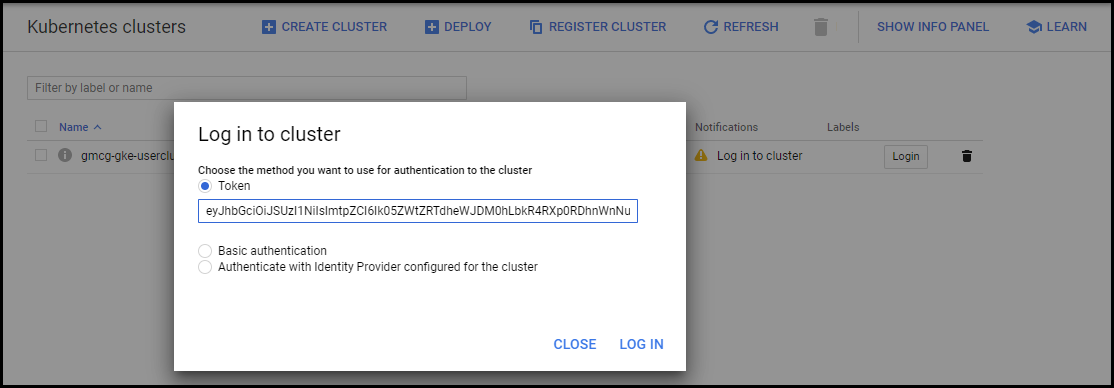 Kubernetes clusters CREATE CLUSTER DEPLOY REGISTER CLUSTER REFRESH SHOW INFO PANEL LEARN
Filter by label or name
Name Notifications Labels
gmcg-gke-userclu Log in to cluster Login
Log in to cluster
Choose the method you want to use for authentication to the cluster
Token
eyJhbGciOiJSUzI1NiIsImtpZCI6Ik05ZWtZRTdheWJDM0hLbkR4RXp0RDhnWnNu
Basic authentication
Authenticate with Identity Provider configured for the cluster
CLOSE LOG IN